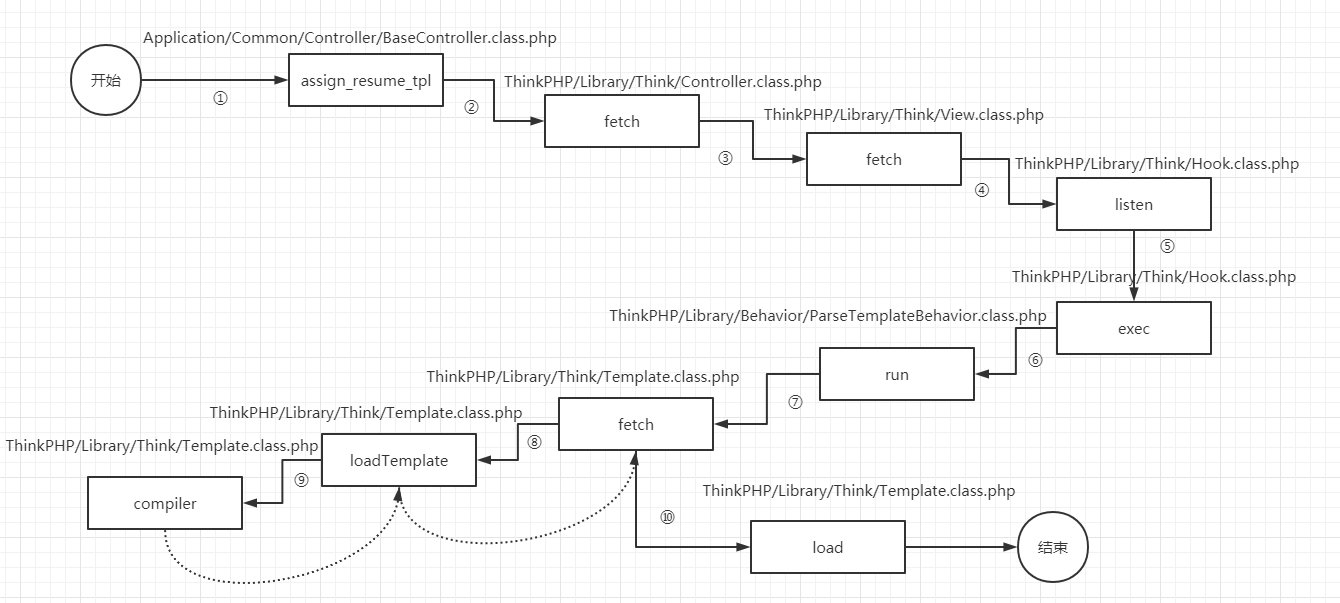 Application/Common/Controller/BaseController.class.php
开始
①
assign_resume_tpl
②
ThinkPHP/Library/Think/Controller.class.php
fetch
③
ThinkPHP/Library/Think/View.class.php
fetch
④
ThinkPHP/Library/Think/Hook.class.php
listen
⑤
ThinkPHP/Library/Think/Hook.class.php
exec
⑥
ThinkPHP/Library/Behavior/ParseTemplateBehavior.class.php
run
⑦
ThinkPHP/Library/Think/Template.class.php
fetch
⑧
ThinkPHP/Library/Think/Template.class.php
loadTemplate
⑨
ThinkPHP/Library/Think/Template.class.php
compiler
⑩
ThinkPHP/Library/Think/Template.class.php
load
结束